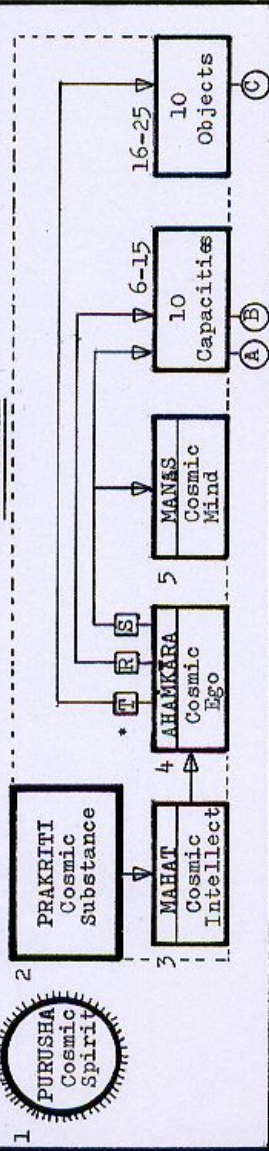 1
PURUSHA
Cosmic
Spirit
2
PRAKRITI
Cosmic
Substance
3
MAHAT
Cosmic
Intellect
4
AHAMKĀRA
Cosmic
Ego
* T R S
5
MANAS
Cosmic
Mind
6-15
10
Capacities
A B
16-25
10
Objects
C